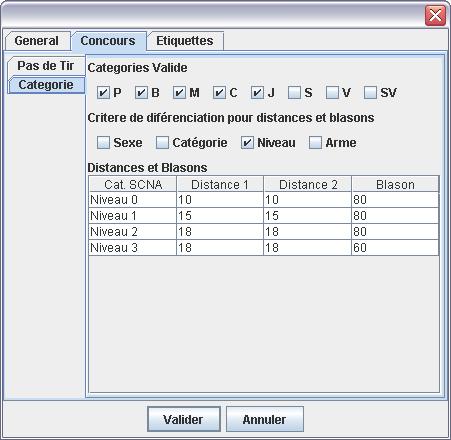 General Concours Etiquettes
Pas de Tir
Categorie
Categories Valide
P B M C J S V SV
Critere de diférenciation pour distances et blasons
Sexe Catégorie Niveau Arme
Distances et Blasons
Cat. SCNA Distance 1 Distance 2 Blason
Niveau 0 10 10 80
Niveau 1 15 15 80
Niveau 2 18 18 80
Niveau 3 18 18 60
Valider Annuler